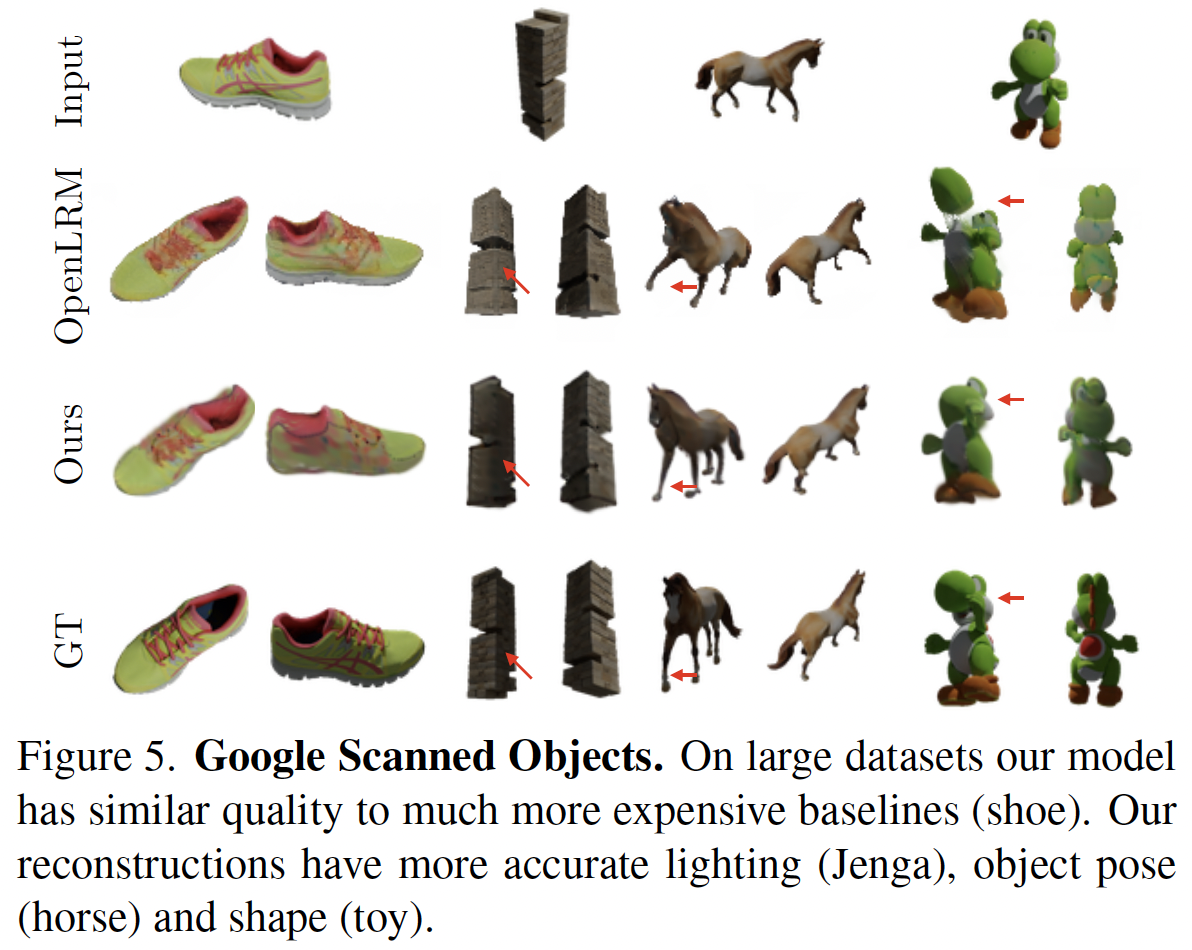 Input
OpenLRM
Ours
GT
Figure 5. Google Scanned Objects. On large datasets our model
has similar quality to much more expensive baselines (shoe). Our
reconstructions have more accurate lighting (Jenga), object pose
(horse) and shape (toy).